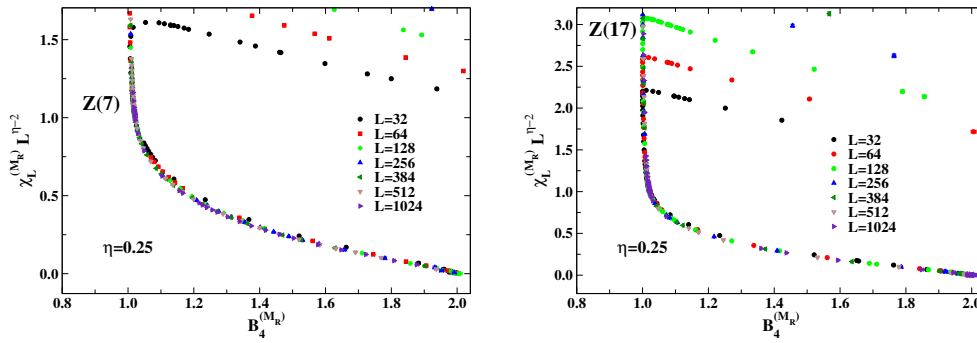 Z(7)
χ_L^(M_R) L^η-2
1.5
1.0
0.5
0.0
L=32
L=64
L=128
L=256
L=384
L=512
L=1024
η=0.25
0.8 1.0 1.2 1.4 1.6 1.8 2.0
B_4^(M_R)
Z(17)
χ_L^(M_R) L^η-2
3.0
2.5
2.0
1.5
1.0
0.5
0.0
L=32
L=64
L=128
L=256
L=384
L=512
L=1024
η=0.25
0.8 1.0 1.2 1.4 1.6 1.8 2.0
B_4^(M_R)